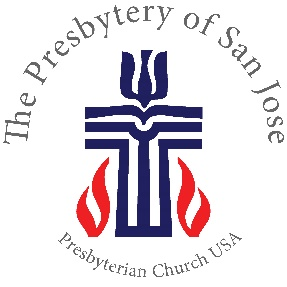 The Presbytery of San Jose
Presbyterian Church USA